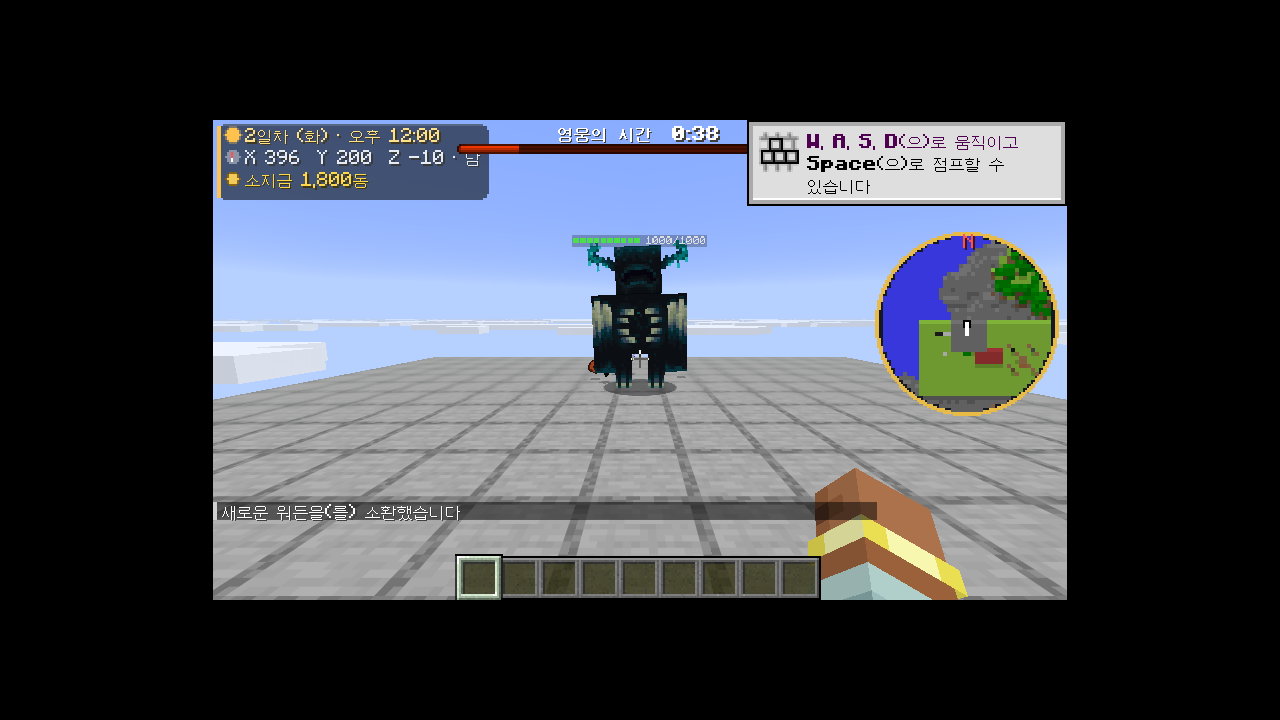 2일차 (화) · 오후 12:00
X 396 Y 200 Z -10 · 남
소지금 1,800동
영웅의 시간 0:38
W, A, S, D(으)로 움직이고
Space(으)로 점프할 수
있습니다
N
1000/1000
새로운 워든을(를) 소환했습니다